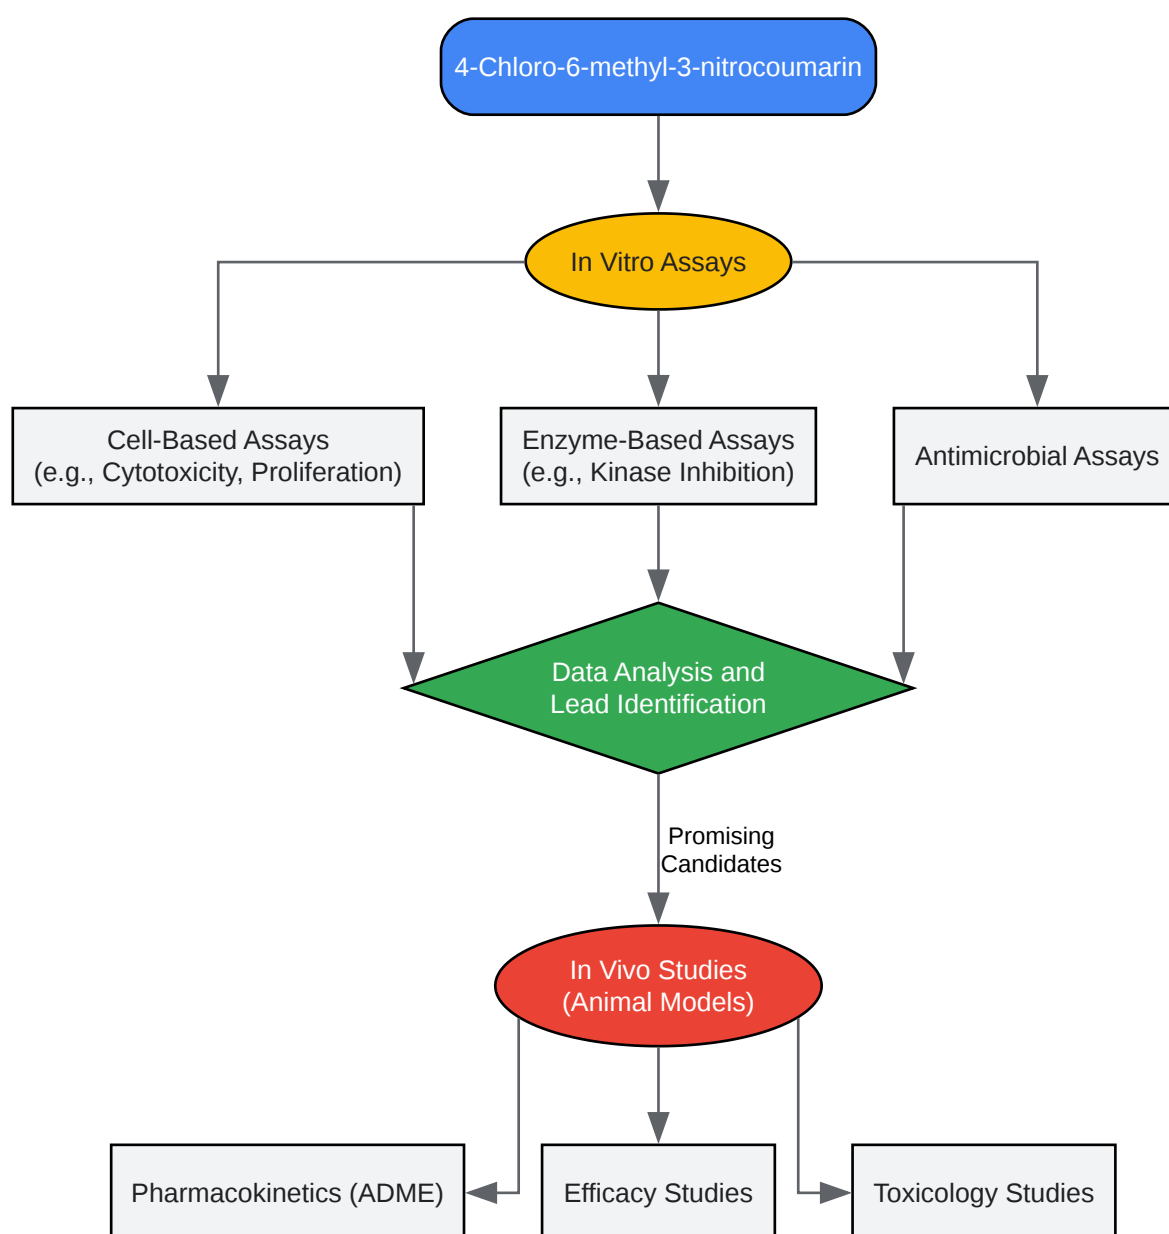 4-Chloro-6-methyl-3-nitrocoumarin
In Vitro Assays
Cell-Based Assays
(e.g., Cytotoxicity, Proliferation)
Enzyme-Based Assays
(e.g., Kinase Inhibition)
Antimicrobial Assays
Data Analysis and
Lead Identification
Promising
Candidates
In Vivo Studies
(Animal Models)
Pharmacokinetics (ADME)
Efficacy Studies
Toxicology Studies